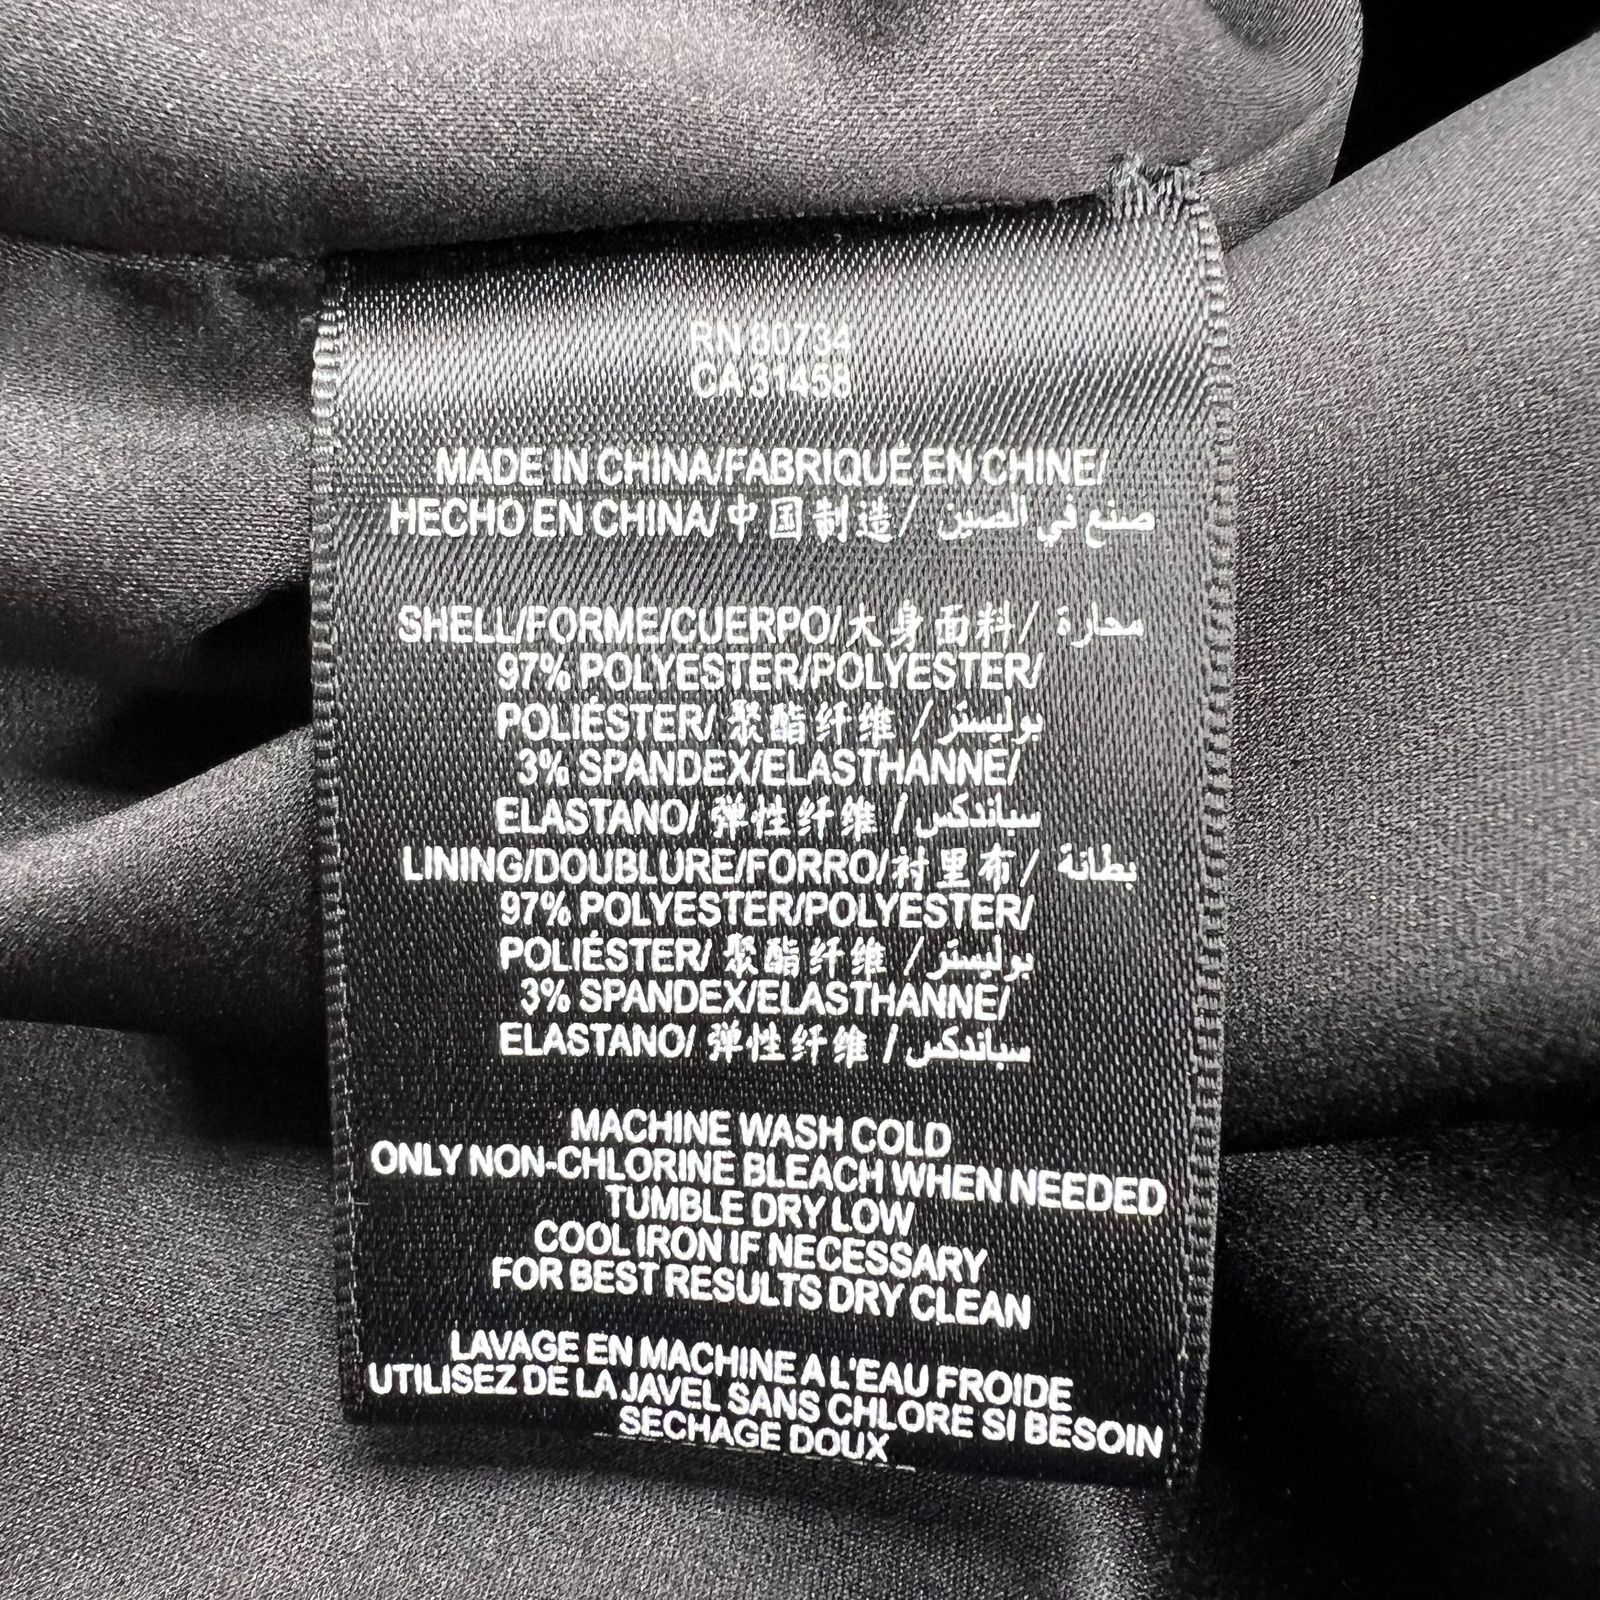 RN 80734
CA 31458
MADE IN CHINA/FABRIQUÉ EN CHINE/
HECHO EN CHINA/中国制造/ صنع في الصين
SHELL/FORME/CUERPO/大身面料/ محارة
97% POLYESTER/POLYESTER/
POLIÉSTER/ 聚酯纤维 / بوليستر
3% SPANDEX/ELASTHANNE/
ELASTANO/ 弹性纤维 / سباندكس
LINING/DOUBLURE/FORRO/衬里布/ بطانة
97% POLYESTER/POLYESTER/
POLIÉSTER/ 聚酯纤维 / بوليستر
3% SPANDEX/ELASTHANNE/
ELASTANO/ 弹性纤维 / سباندكس
MACHINE WASH COLD
ONLY NON-CHLORINE BLEACH WHEN NEEDED
TUMBLE DRY LOW
COOL IRON IF NECESSARY
FOR BEST RESULTS DRY CLEAN
LAVAGE EN MACHINE A L'EAU FROIDE
UTILISEZ DE LA JAVEL SANS CHLORE SI BESOIN
SECHAGE DOUX